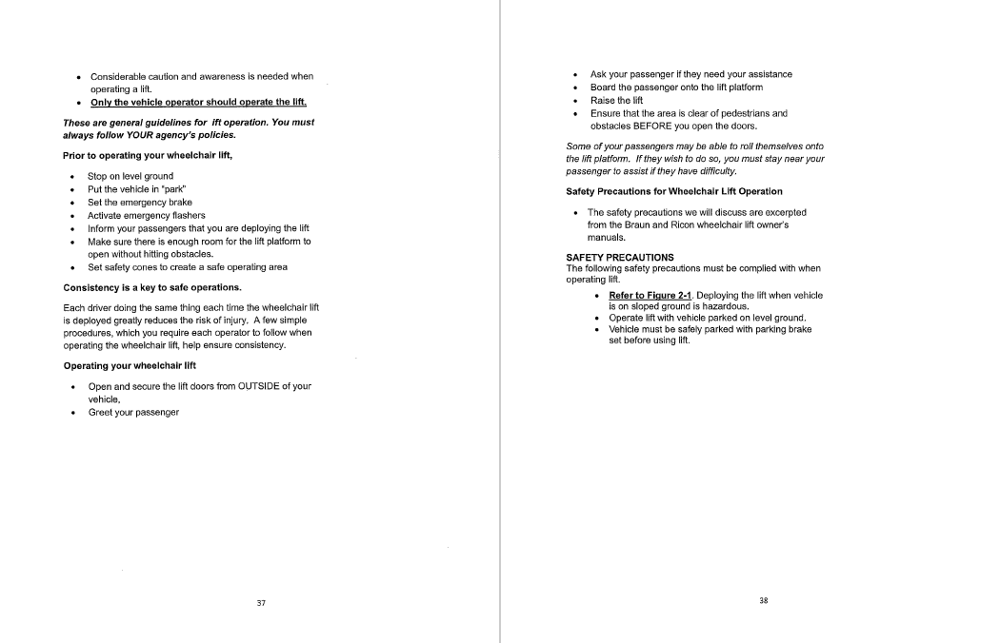 • Considerable caution and awareness is needed when
operating a lift.
• Only the vehicle operator should operate the lift.
These are general guidelines for ift operation. You must
always follow YOUR agency's policies.
Prior to operating your wheelchair lift,
• Stop on level ground
• Put the vehicle in "park"
• Set the emergency brake
• Activate emergency flashers
• Inform your passengers that you are deploying the lift
• Make sure there is enough room for the lift platform to
open without hitting obstacles.
• Set safety cones to create a safe operating area
Consistency is a key to safe operations.
Each driver doing the same thing each time the wheelchair lift
is deployed greatly reduces the risk of injury, A few simple
procedures, which you require each operator to follow when
operating the wheelchair lift, help ensure consistency.
Operating your wheelchair lift
• Open and secure the lift doors from OUTSIDE of your
vehicle,
• Greet your passenger
37
• Ask your passenger if they need your assistance
• Board the passenger onto the lift platform
• Raise the lift
• Ensure that the area is clear of pedestrians and
obstacles BEFORE you open the doors.
Some of your passengers may be able to roll themselves onto
the lift platform. If they wish to do so, you must stay near your
passenger to assist if they have difficulty.
Safety Precautions for Wheelchair Lift Operation
• The safety precautions we will discuss are excerpted
from the Braun and Ricon wheelchair lift owner's
manuals.
SAFETY PRECAUTIONS
The following safety precautions must be complied with when
operating lift.
• Refer to Figure 2-1. Deploying the lift when vehicle
is on sloped ground is hazardous.
• Operate lift with vehicle parked on level ground.
• Vehicle must be safely parked with parking brake
set before using lift.
38